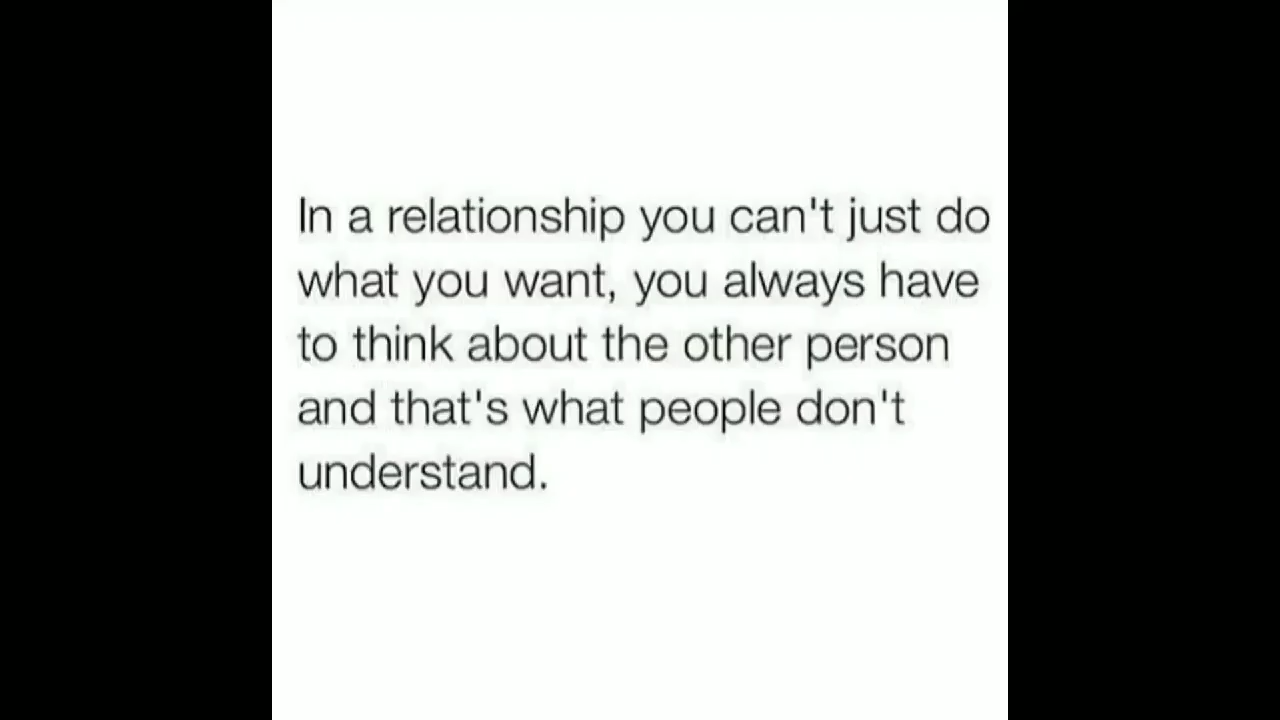 In a relationship you can't just do
what you want, you always have
to think about the other person
and that's what people don't
understand.